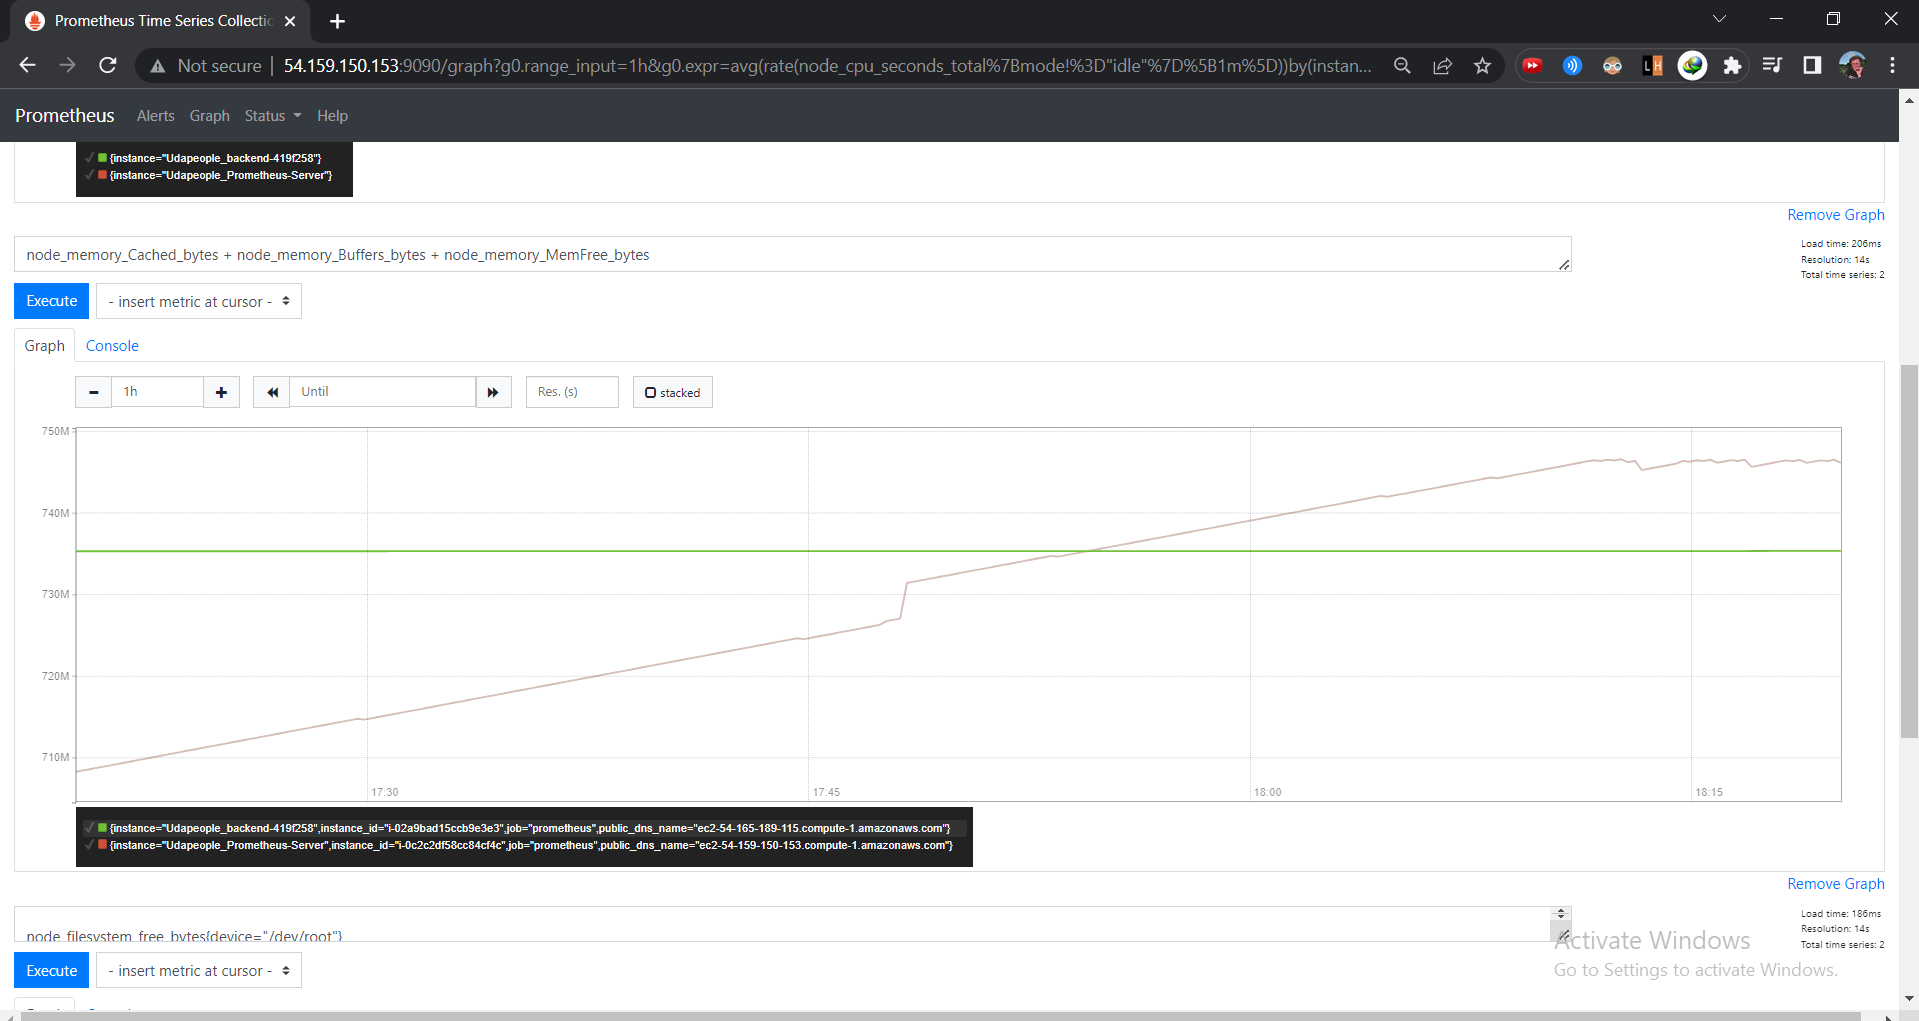 Prometheus Time Series Collectio
Not secure | 54.159.150.153:9090/graph?g0.range_input=1h&g0.expr=avg(rate(node_cpu_seconds_total%7Bmode!%3D"idle"%7D%5B1m%5D))by(instan...
Prometheus Alerts Graph Status Help
{instance="Udapeople_backend-419f258"}
{instance="Udapeople_Prometheus-Server"}
Remove Graph
node_memory_Cached_bytes + node_memory_Buffers_bytes + node_memory_MemFree_bytes
Load time: 206ms
Resolution: 14s
Total time series: 2
Execute - insert metric at cursor -
Graph Console
1h Until Res. (s) stacked
750M
740M
730M
720M
710M
17:30 17:45 18:00 18:15
{instance="Udapeople_backend-419f258",instance_id="i-02a9bad15ccb9e3e3",job="prometheus",public_dns_name="ec2-54-165-189-115.compute-1.amazonaws.com"}
{instance="Udapeople_Prometheus-Server",instance_id="i-0c2c2df58cc84cf4c",job="prometheus",public_dns_name="ec2-54-159-150-153.compute-1.amazonaws.com"}
Remove Graph
node_filesystem_free_bytes{device="/dev/root"}
Load time: 186ms
Resolution: 14s
Total time series: 2
Execute - insert metric at cursor -
Activate Windows
Go to Settings to activate Windows.